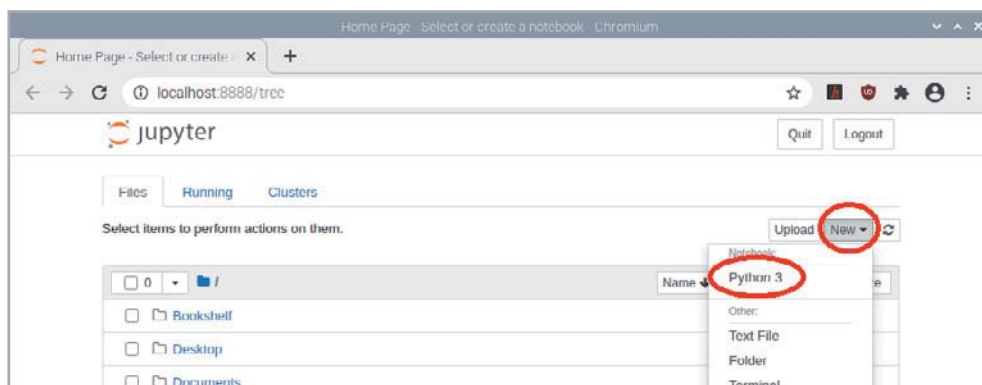 Home Page - Select or create a notebook - Chromium
Home Page - Select or create a
localhost:8888/tree
jupyter
Quit Logout
Files Running Clusters
Select items to perform actions on them.
Upload New
Notebook:
0 / Name
Python 3
Bookshelf
Other:
Text File
Desktop
Folder
Documents
Terminal